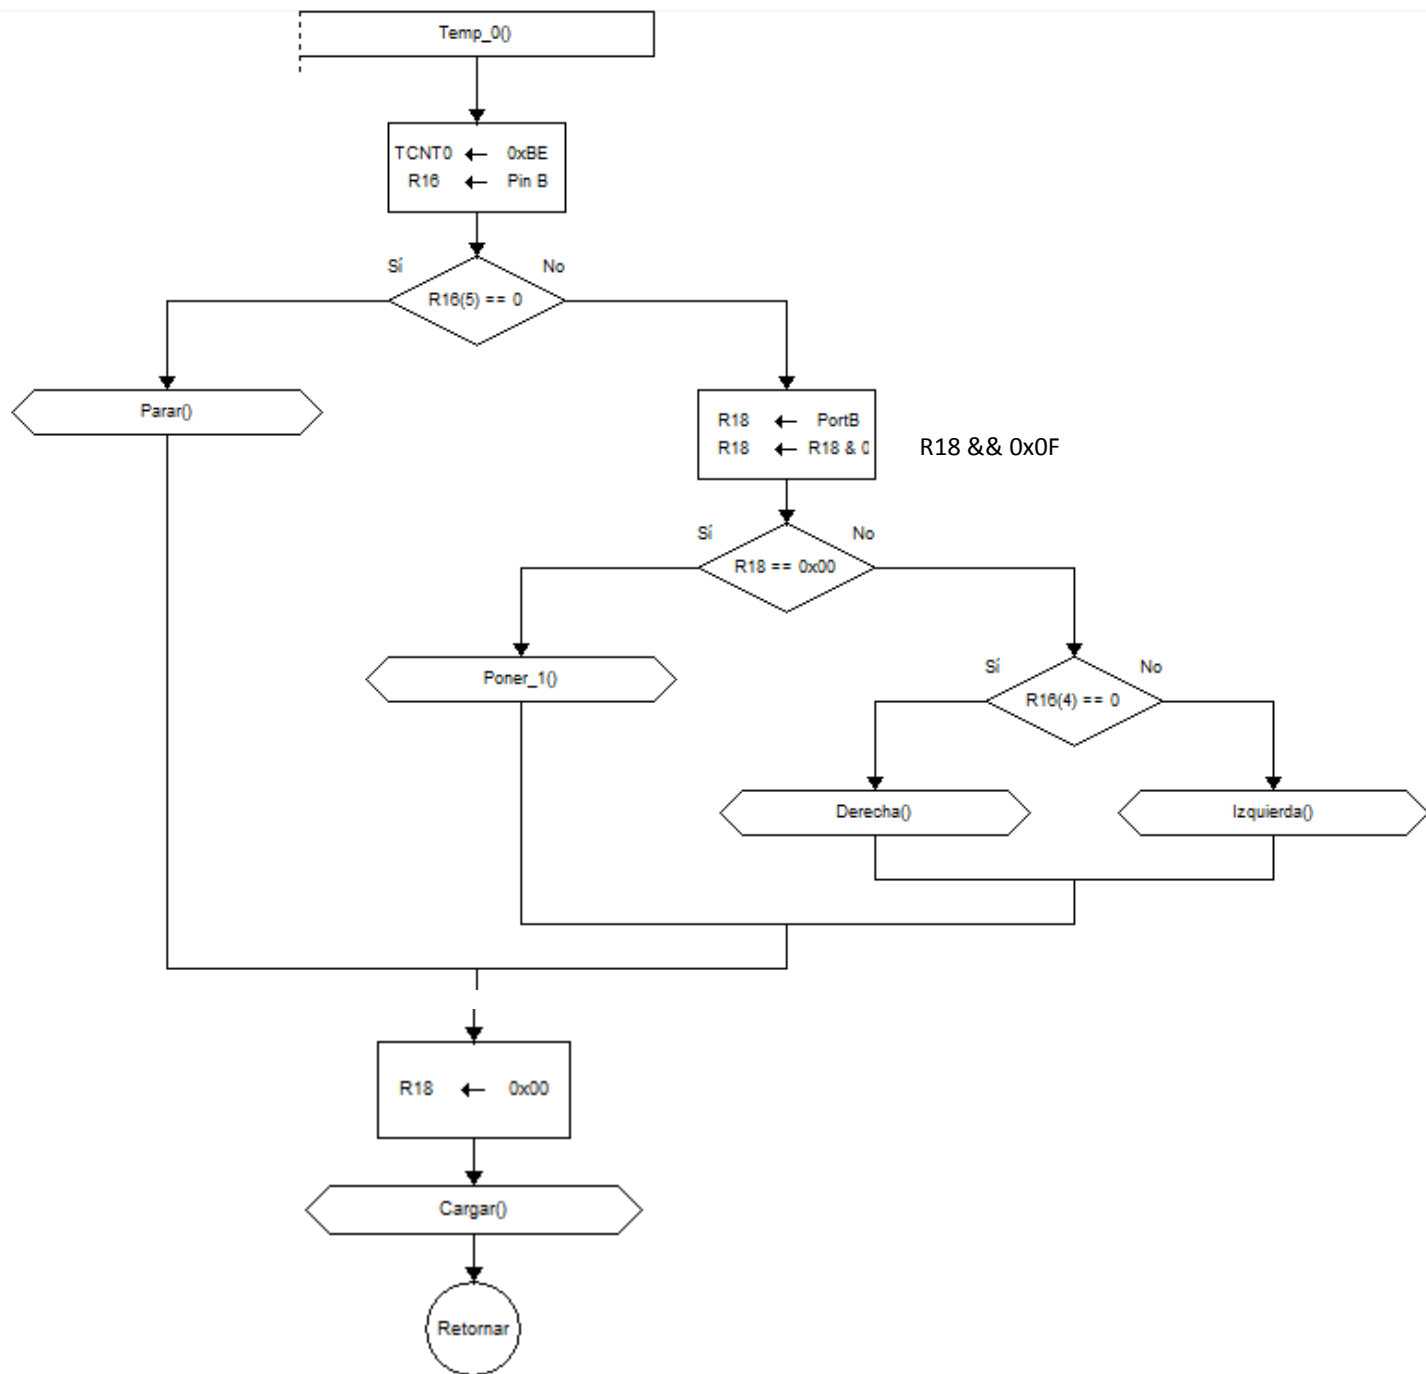 Temp_0()
TCNT0 ← 0xBE
R16 ← Pin B
Sí No
R16(5) == 0
Parar()
R18 ← PortB
R18 ← R18 & 0
R18 && 0x0F
Sí No
R18 == 0x00
Poner_1()
Sí No
R16(4) == 0
Derecha()
Izquierda()
R18 ← 0x00
Cargar()
Retornar